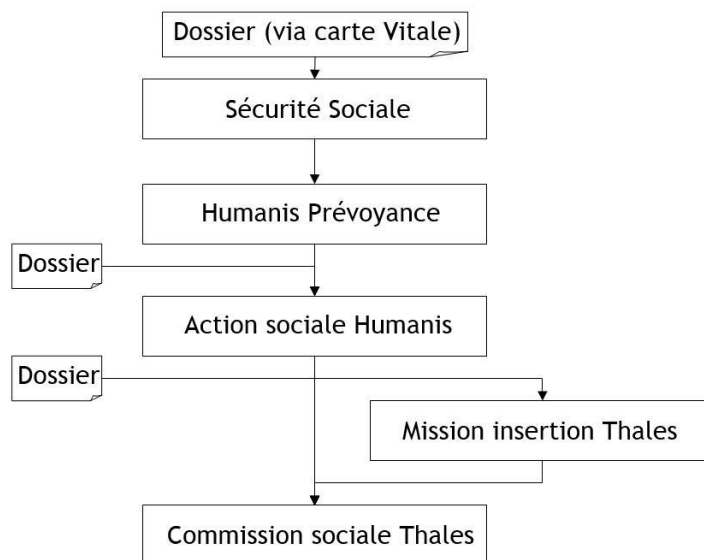 Dossier (via carte Vitale)
Sécurité Sociale
Humanis Prévoyance
Dossier
Action sociale Humanis
Dossier
Mission insertion Thales
Commission sociale Thales